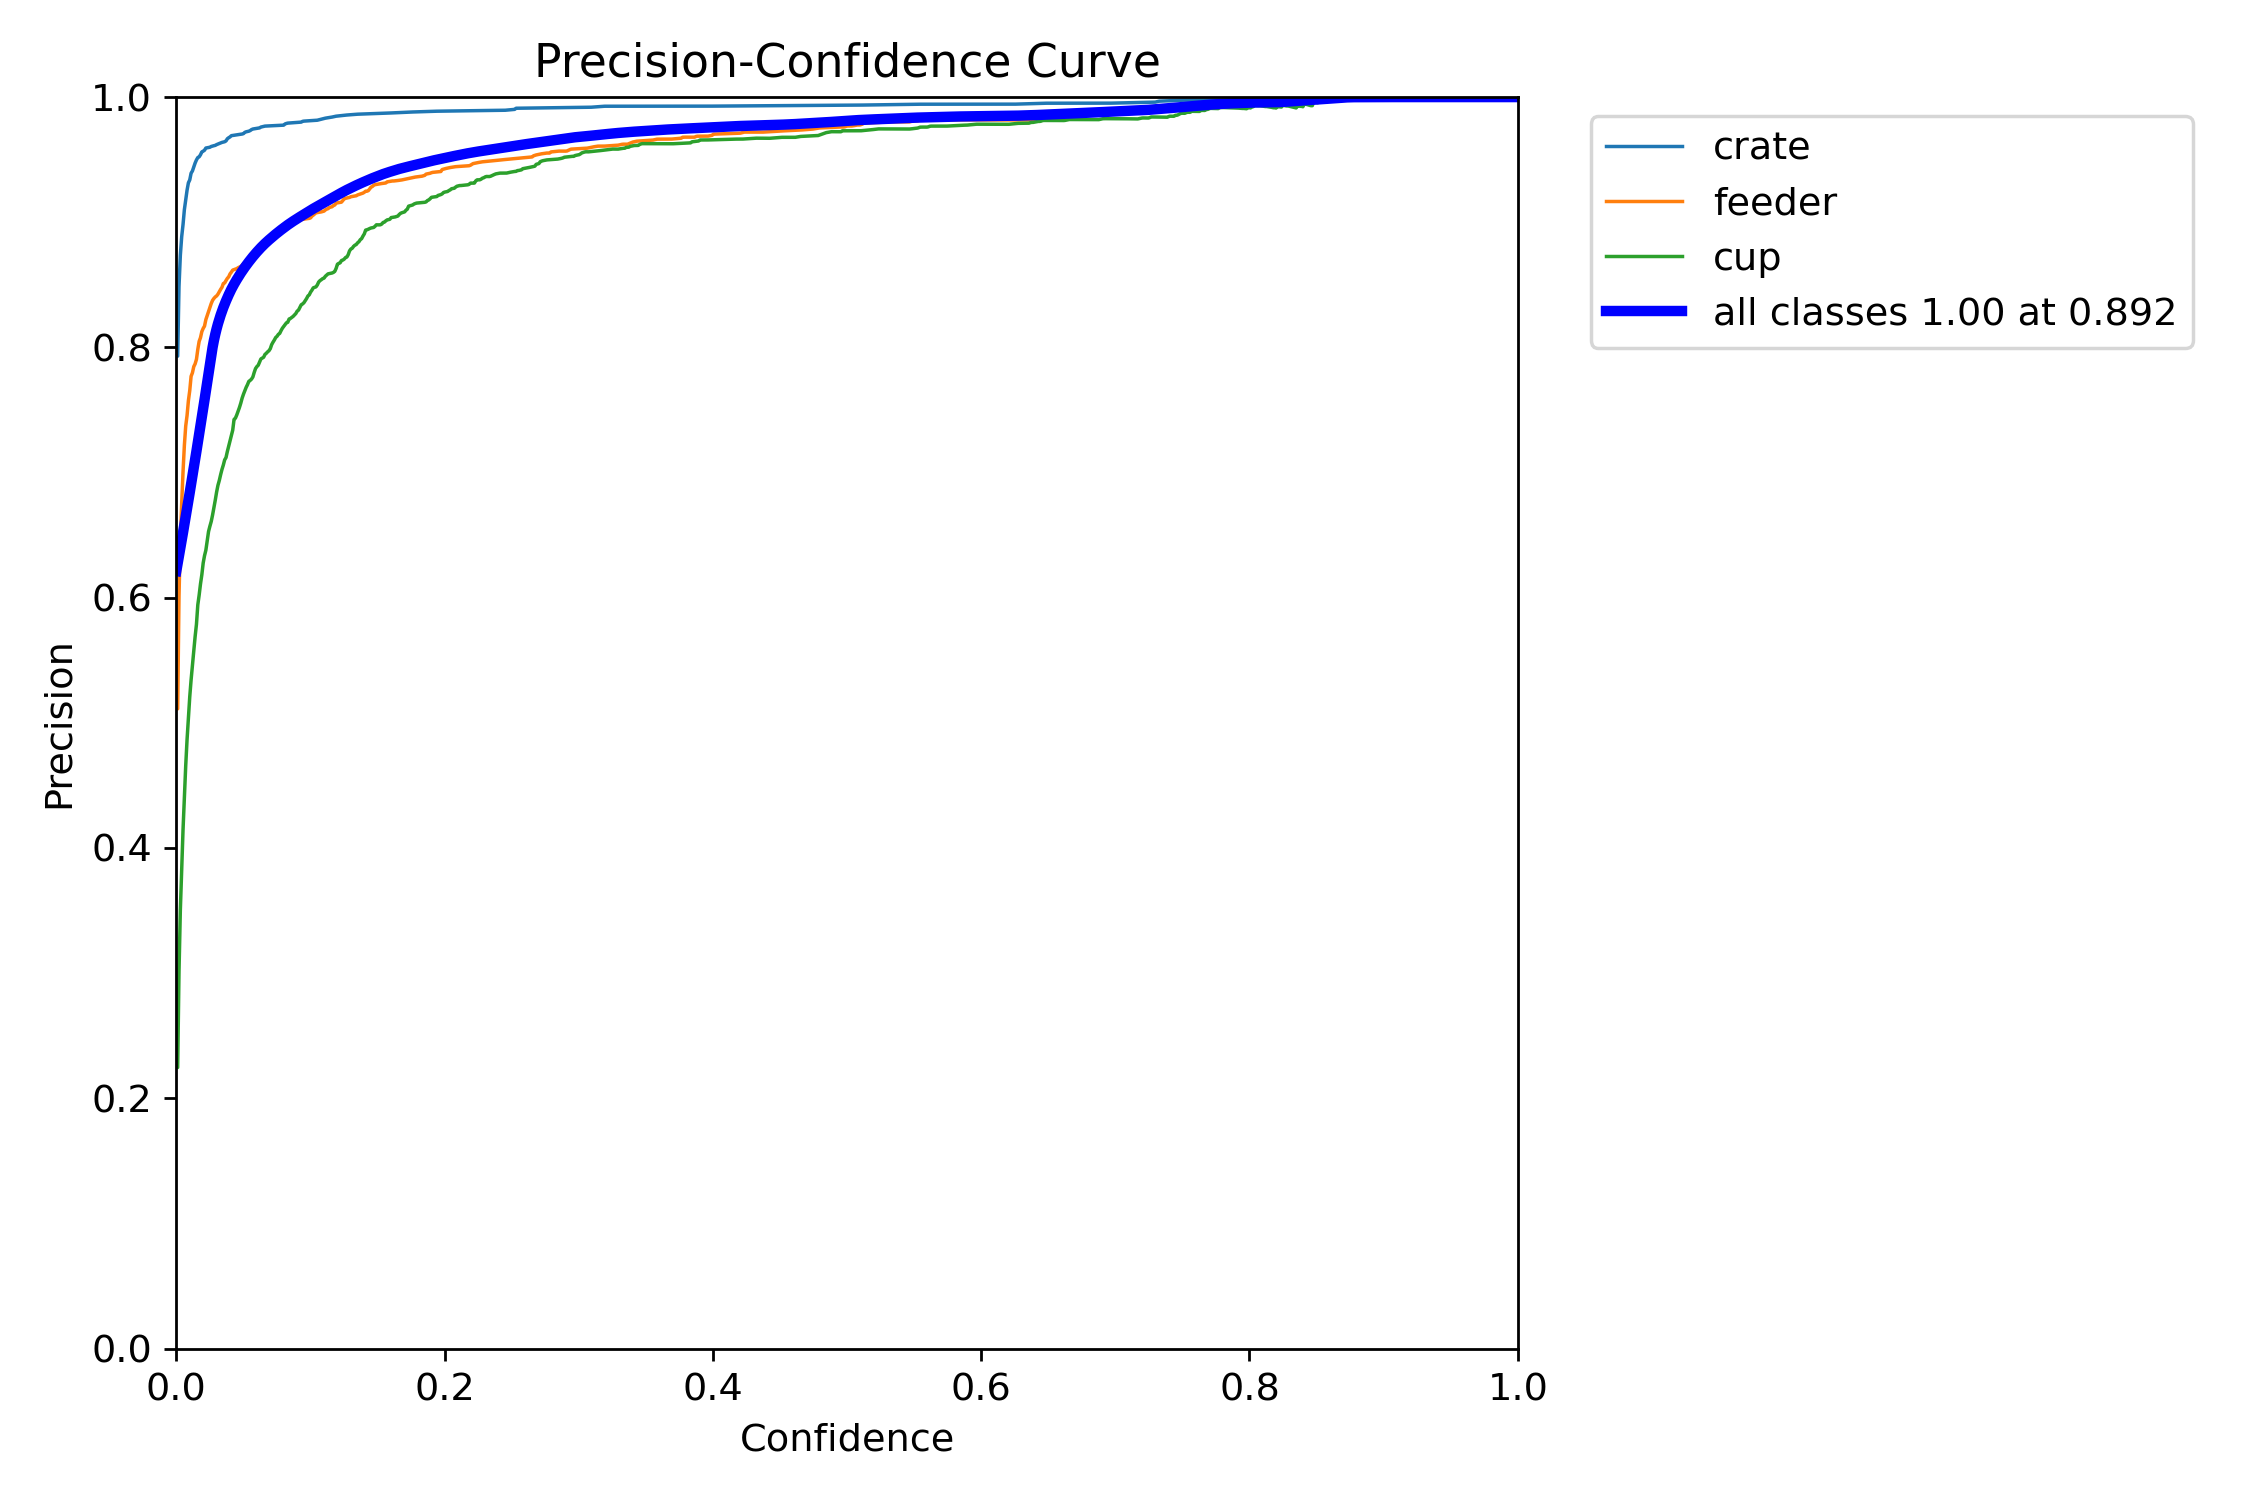 Precision-Confidence Curve
1.0
0.8
0.6
0.4
0.2
0.0
Precision
0.0 0.2 0.4 0.6 0.8 1.0
Confidence
crate
feeder
cup
all classes 1.00 at 0.892